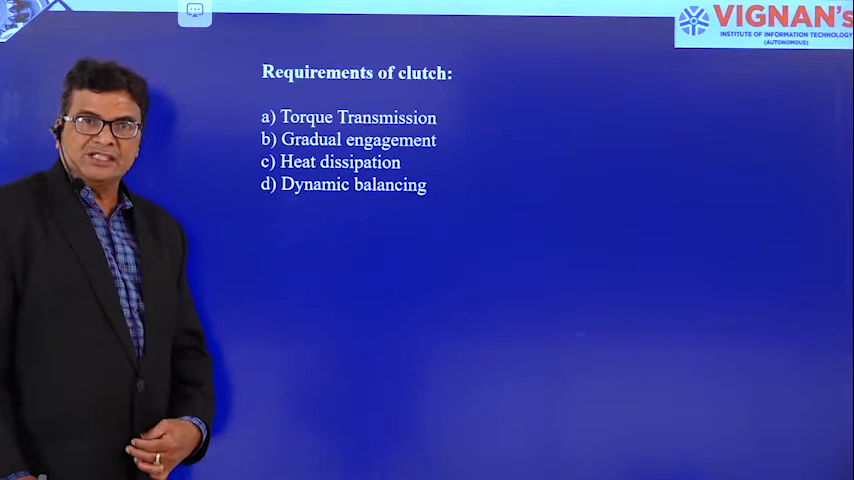 VIGNAN's
INSTITUTE OF INFORMATION TECHNOLOGY
(AUTONOMOUS)
Requirements of clutch:
a) Torque Transmission
b) Gradual engagement
c) Heat dissipation
d) Dynamic balancing